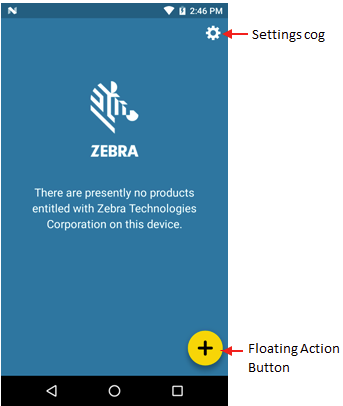 2:46 PM
Settings cog
ZEBRA
There are presently no products
entitled with Zebra Technologies
Corporation on this device.
Floating Action
Button